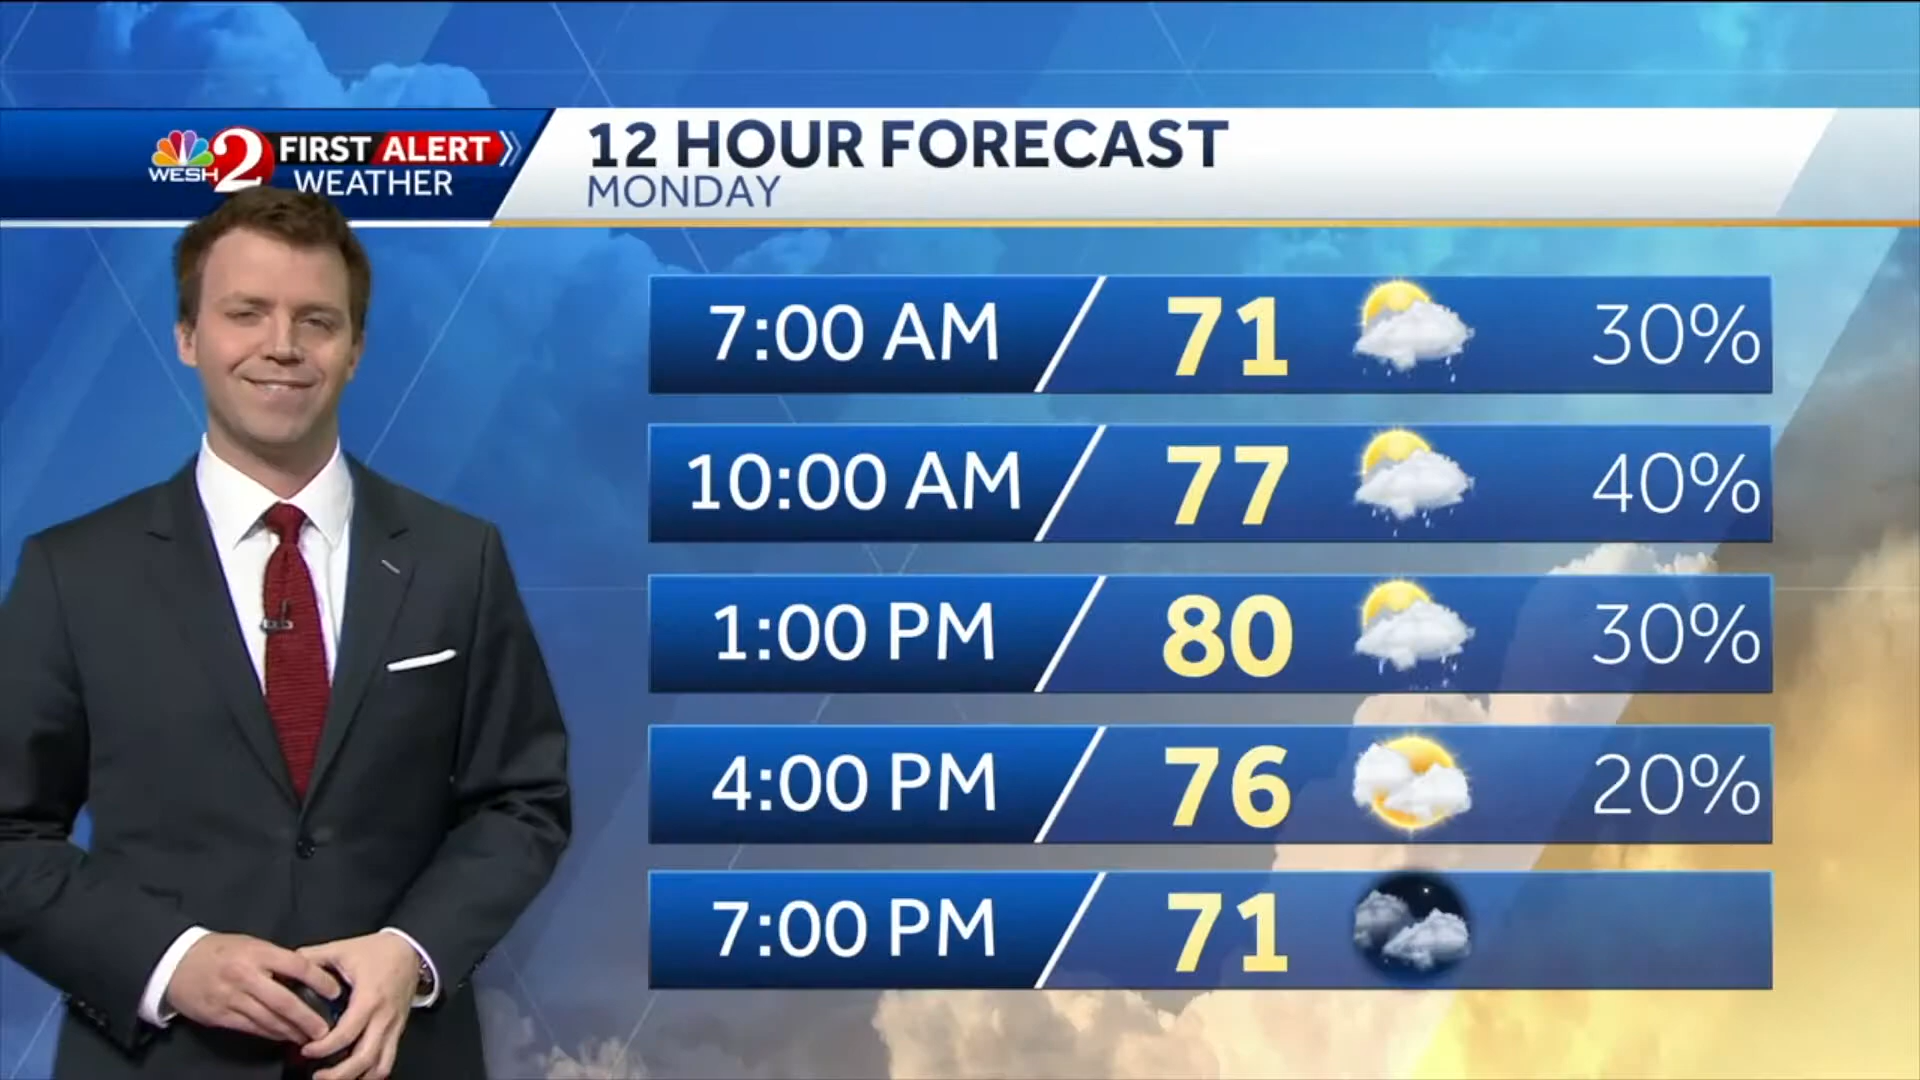 WESH 2 FIRST ALERT
WEATHER
12 HOUR FORECAST
MONDAY
7:00 AM 71 30%
10:00 AM 77 40%
1:00 PM 80 30%
4:00 PM 76 20%
7:00 PM 71